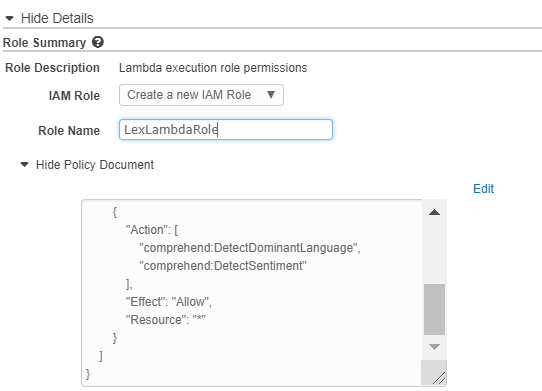 Hide Details
Role Summary ?
Role Description Lambda execution role permissions
IAM Role Create a new IAM Role
Role Name LexLambdaRole
Hide Policy Document
Edit
{
"Action": [
"comprehend:DetectDominantLanguage",
"comprehend:DetectSentiment"
],
"Effect": "Allow",
"Resource": "*"
}
]
}